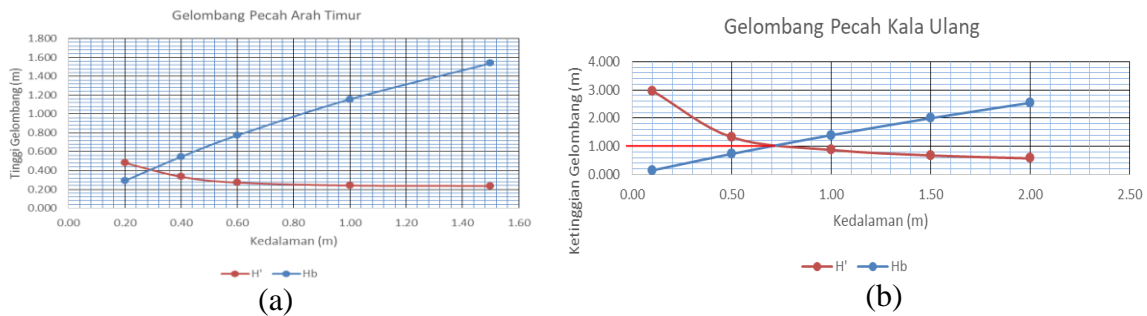 Gelombang Pecah Arah Timur
Tinggi Gelombang (m)
1.800
1.600
1.400
1.200
1.000
0.800
0.600
0.400
0.200
0.000
0.00 0.20 0.40 0.60 0.80 1.00 1.20 1.40 1.60
Kedalaman (m)
H' Hb
(a)
Gelombang Pecah Kala Ulang
Ketinggian Gelombang (m)
4.000
3.000
2.000
1.000
0.000
0.00 0.50 1.00 1.50 2.00 2.50
Kedalaman (m)
H' Hb
(b)